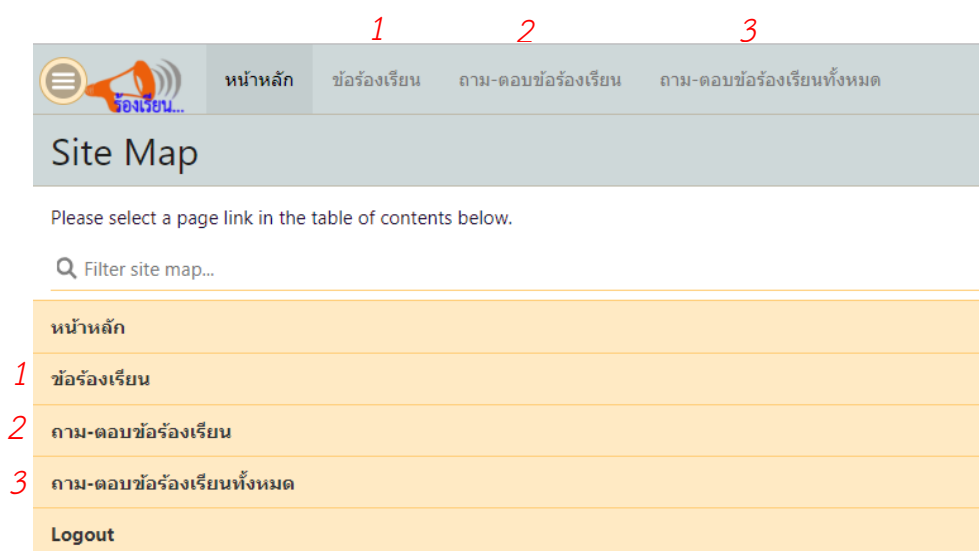 1 2 3
ร้องเรียน... หน้าหลัก ข้อร้องเรียน ถาม-ตอบข้อร้องเรียน ถาม-ตอบข้อร้องเรียนทั้งหมด
Site Map
Please select a page link in the table of contents below.
Filter site map...
หน้าหลัก
1 ข้อร้องเรียน
2 ถาม-ตอบข้อร้องเรียน
3 ถาม-ตอบข้อร้องเรียนทั้งหมด
Logout